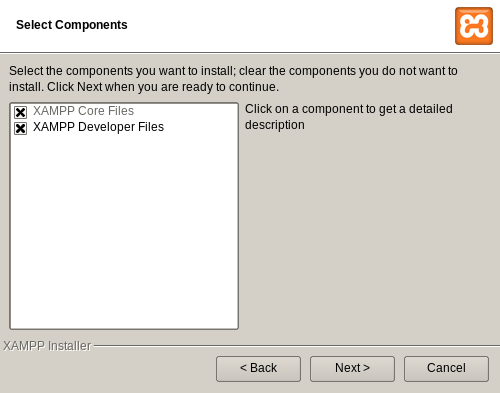 Select Components
Select the components you want to install; clear the components you do not want to
install. Click Next when you are ready to continue.
XAMPP Core Files
XAMPP Developer Files
Click on a component to get a detailed
description
XAMPP Installer
< Back
Next >
Cancel